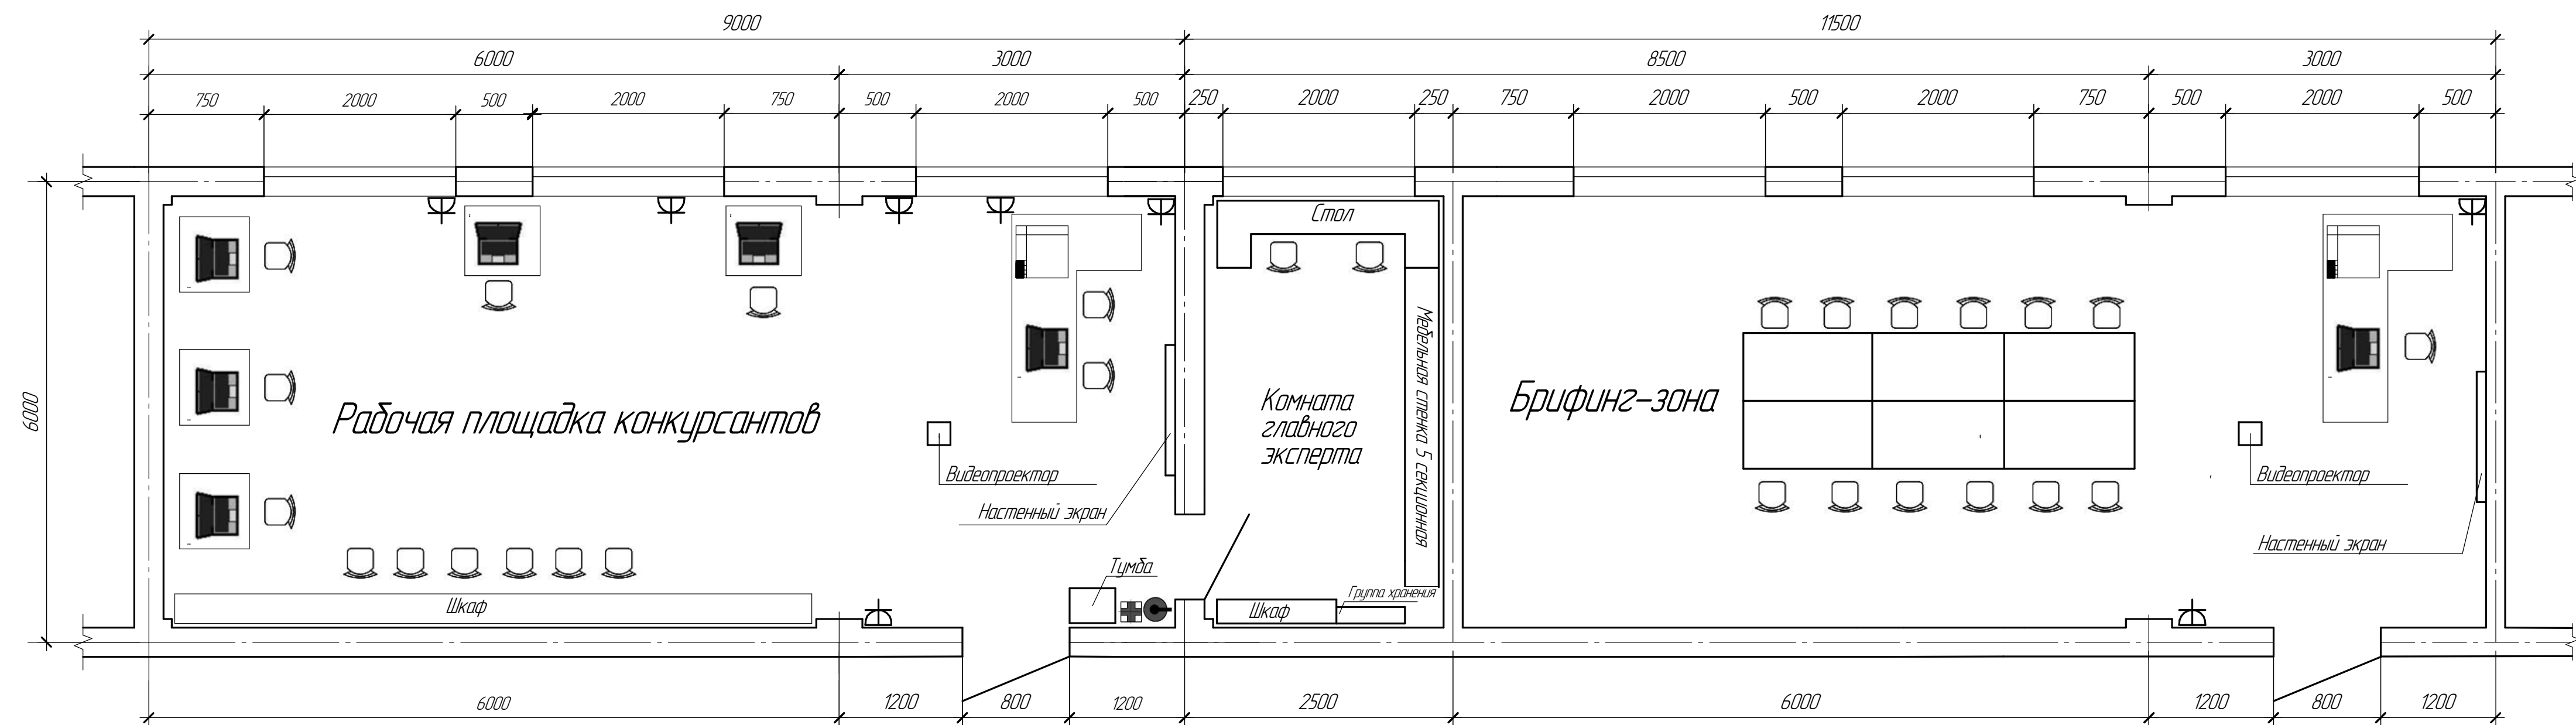 9000
11500
6000
3000
8500
3000
750
2000
500
2000
750
500
2000
500
250
2000
250
750
2000
500
2000
750
500
2000
500
6000
Стол
Мебельная стенка 5 секционная
Рабочая площадка конкурсантов
Комната
главного
эксперта
Брифинг-зона
Видеопроектор
Настенный экран
Видеопроектор
Настенный экран
Тумба
Шкаф
Шкаф
Группа хранения
6000
1200
800
1200
2500
6000
1200
800
1200